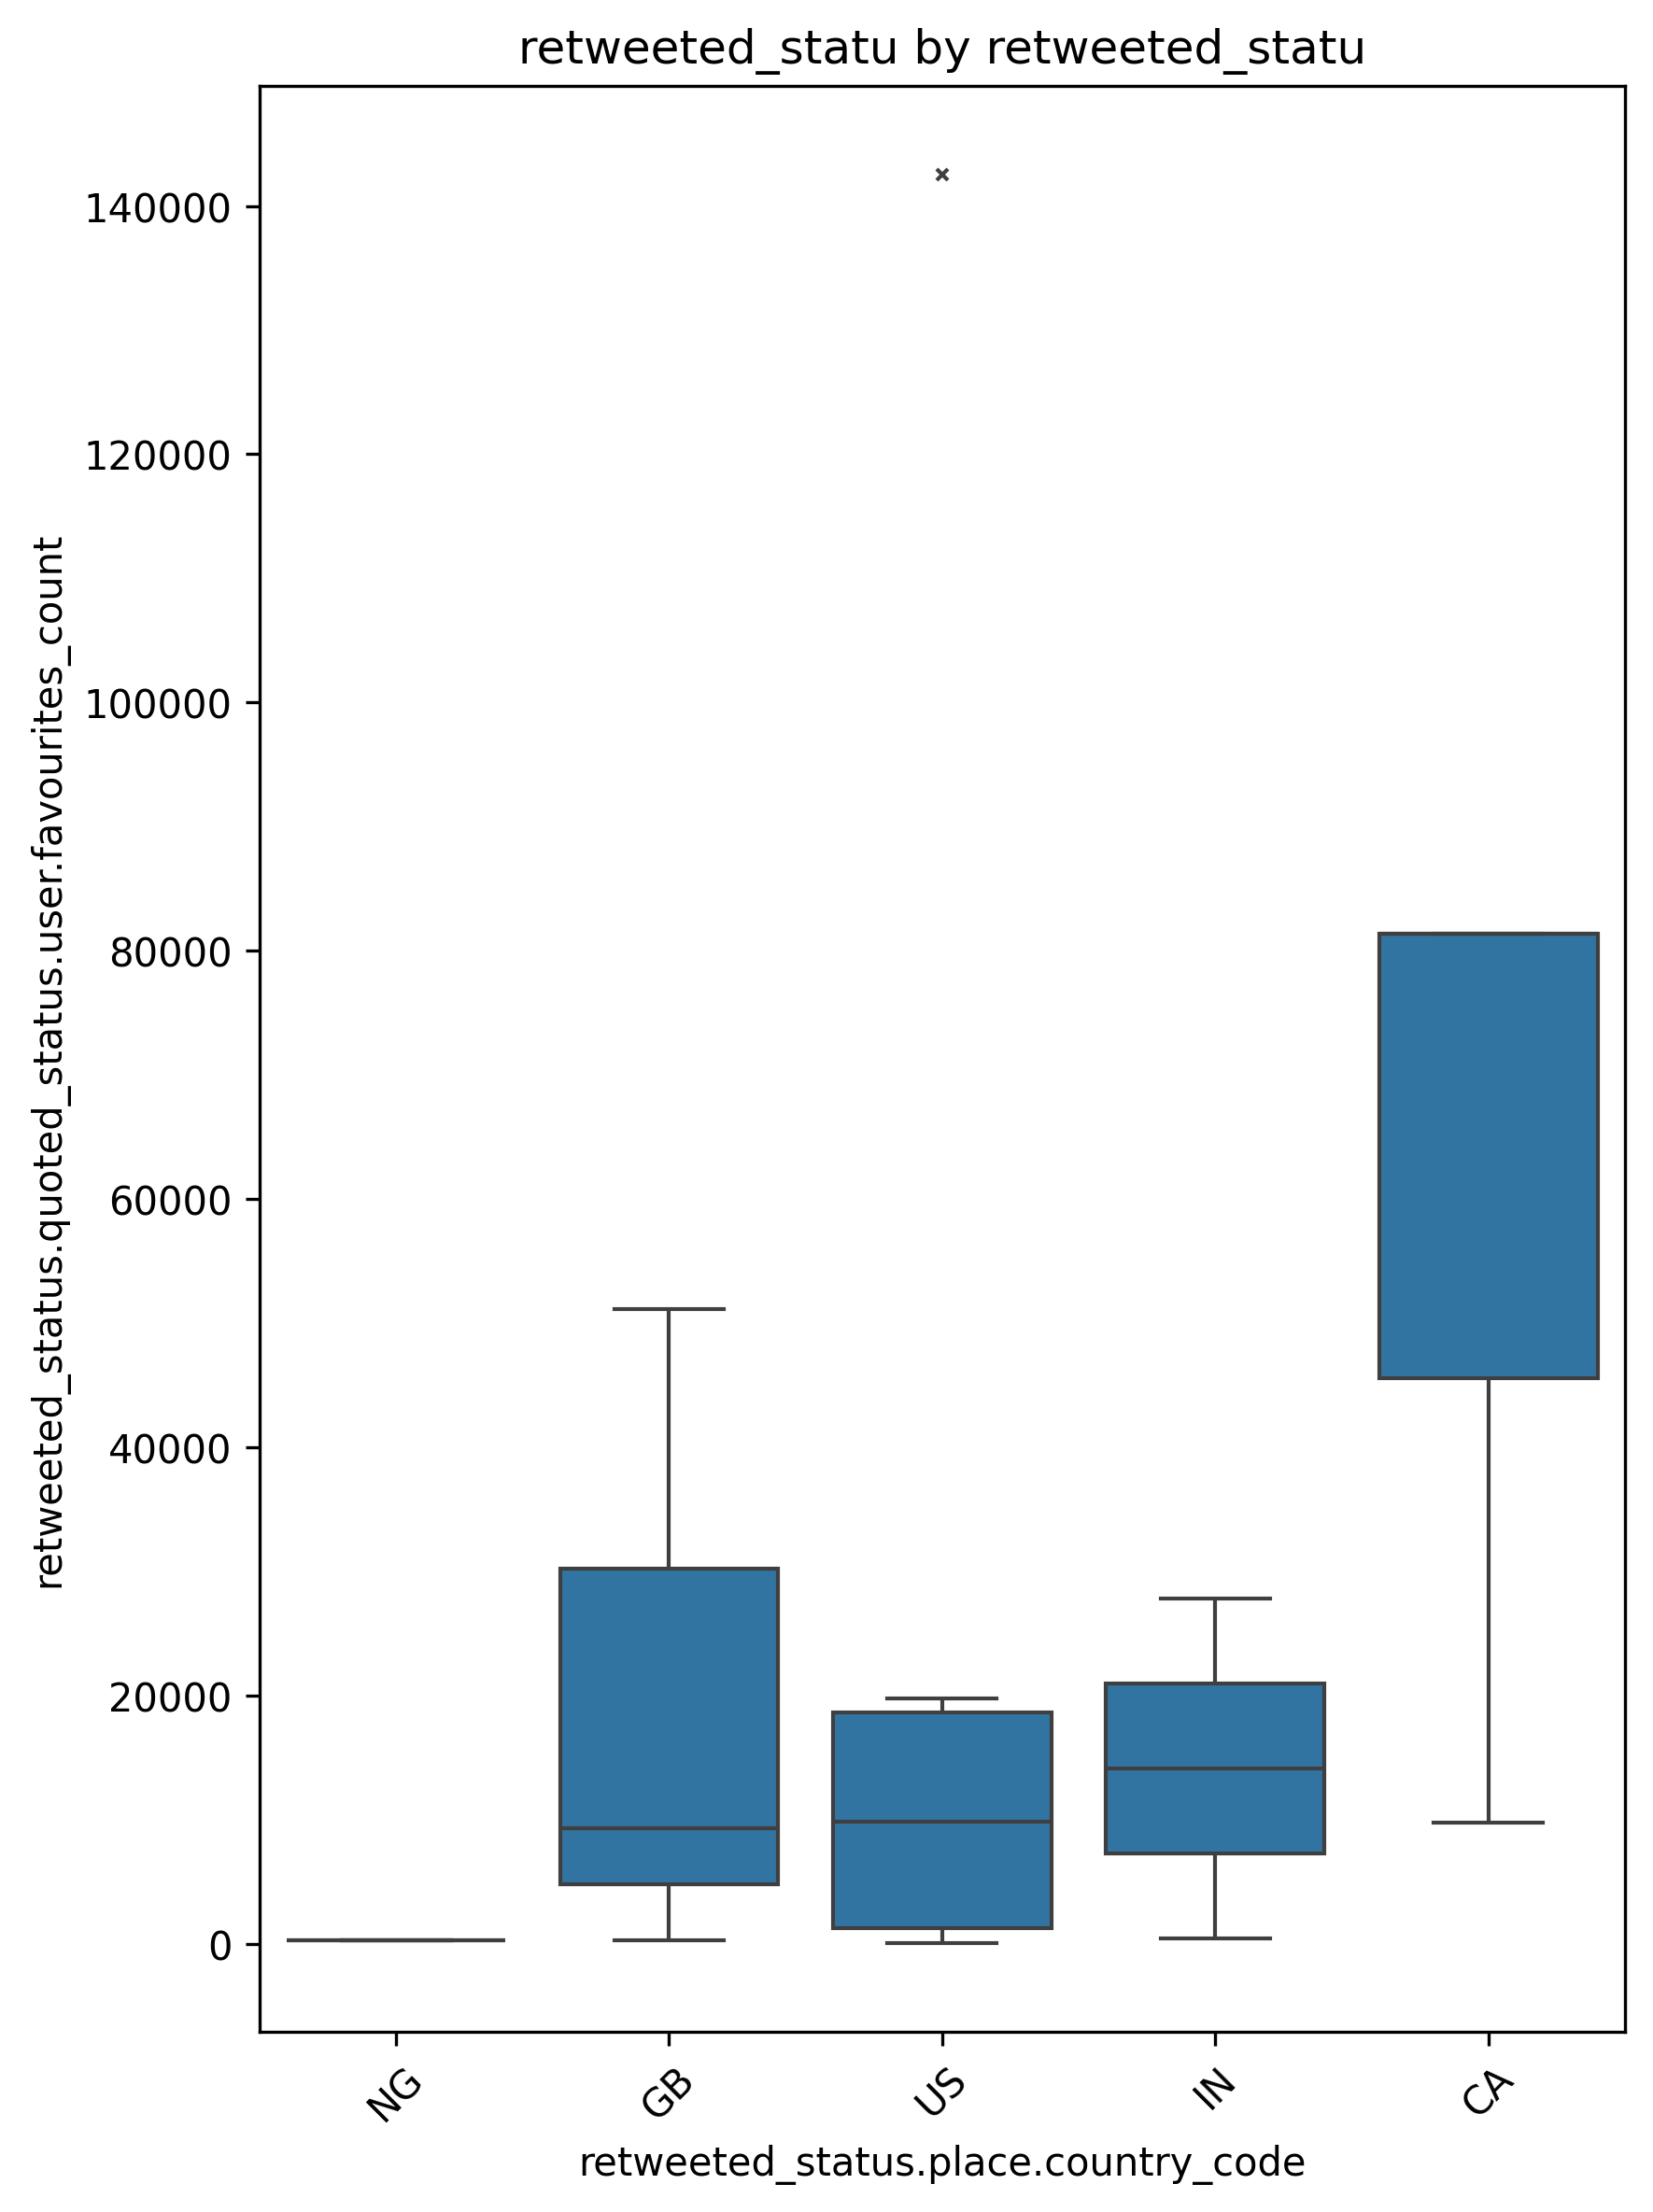 retweeted_statu by retweeted_statu
retweeted_status.quoted_status.user.favourites_count
140000
120000
100000
80000
60000
40000
20000
0
NG
GB
US
IN
CA
retweeted_status.place.country_code